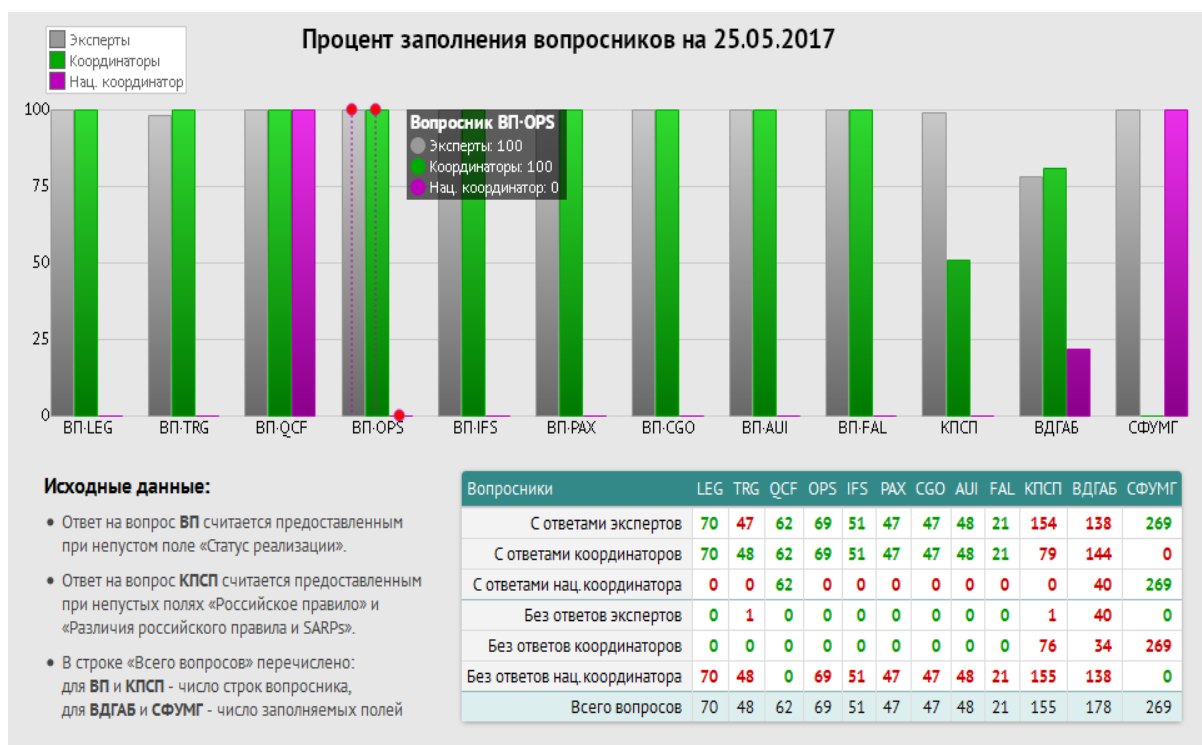 Процент заполнения вопросников на 25.05.2017
Эксперты
Координаторы
Нац. координатор
100
75
50
25
0
Вопросник ВП-OPS
Эксперты: 100
Координаторы: 100
Нац. координатор: 0
ВП-LEG ВП-TRG ВП-QCF ВП-OPS ВП-IFS ВП-PAX ВП-CGO ВП-AUI ВП-FAL КПСП ВДГАБ СФУМГ
Исходные данные:
• Ответ на вопрос ВП считается предоставленным
при непустом поле «Статус реализации».
• Ответ на вопрос КПСП считается предоставленным
при непустых полях «Российское правило» и
«Различия российского правила и SARPs».
• В строке «Всего вопросов» перечислено:
для ВП и КПСП - число строк вопросника,
для ВДГАБ и СФУМГ - число заполняемых полей
Вопросники LEG TRG QCF OPS IFS PAX CGO AUI FAL КПСП ВДГАБ СФУМГ
С ответами экспертов 70 47 62 69 51 47 47 48 21 154 138 269
С ответами координаторов 70 48 62 69 51 47 47 48 21 79 144 0
С ответами нац.координатора 0 0 62 0 0 0 0 0 0 0 40 269
Без ответов экспертов 0 1 0 0 0 0 0 0 0 1 40 0
Без ответов координаторов 0 0 0 0 0 0 0 0 0 76 34 269
Без ответов нац.координатора 70 48 0 69 51 47 47 48 21 155 138 0
Всего вопросов 70 48 62 69 51 47 47 48 21 155 178 269